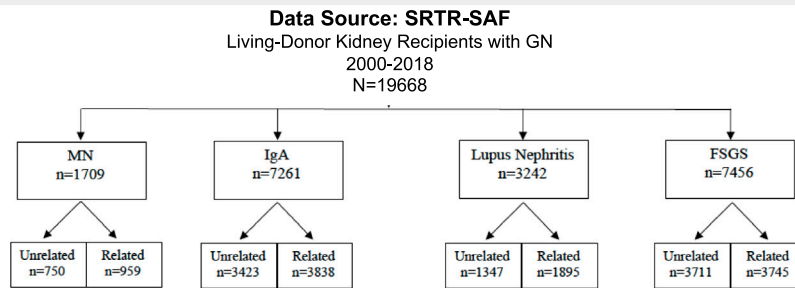 Data Source: SRTR-SAF
Living-Donor Kidney Recipients with GN
2000-2018
N=19668
MN
n=1709
IgA
n=7261
Lupus Nephritis
n=3242
FSGS
n=7456
Unrelated
n=750
Related
n=959
Unrelated
n=3423
Related
n=3838
Unrelated
n=1347
Related
n=1895
Unrelated
n=3711
Related
n=3745